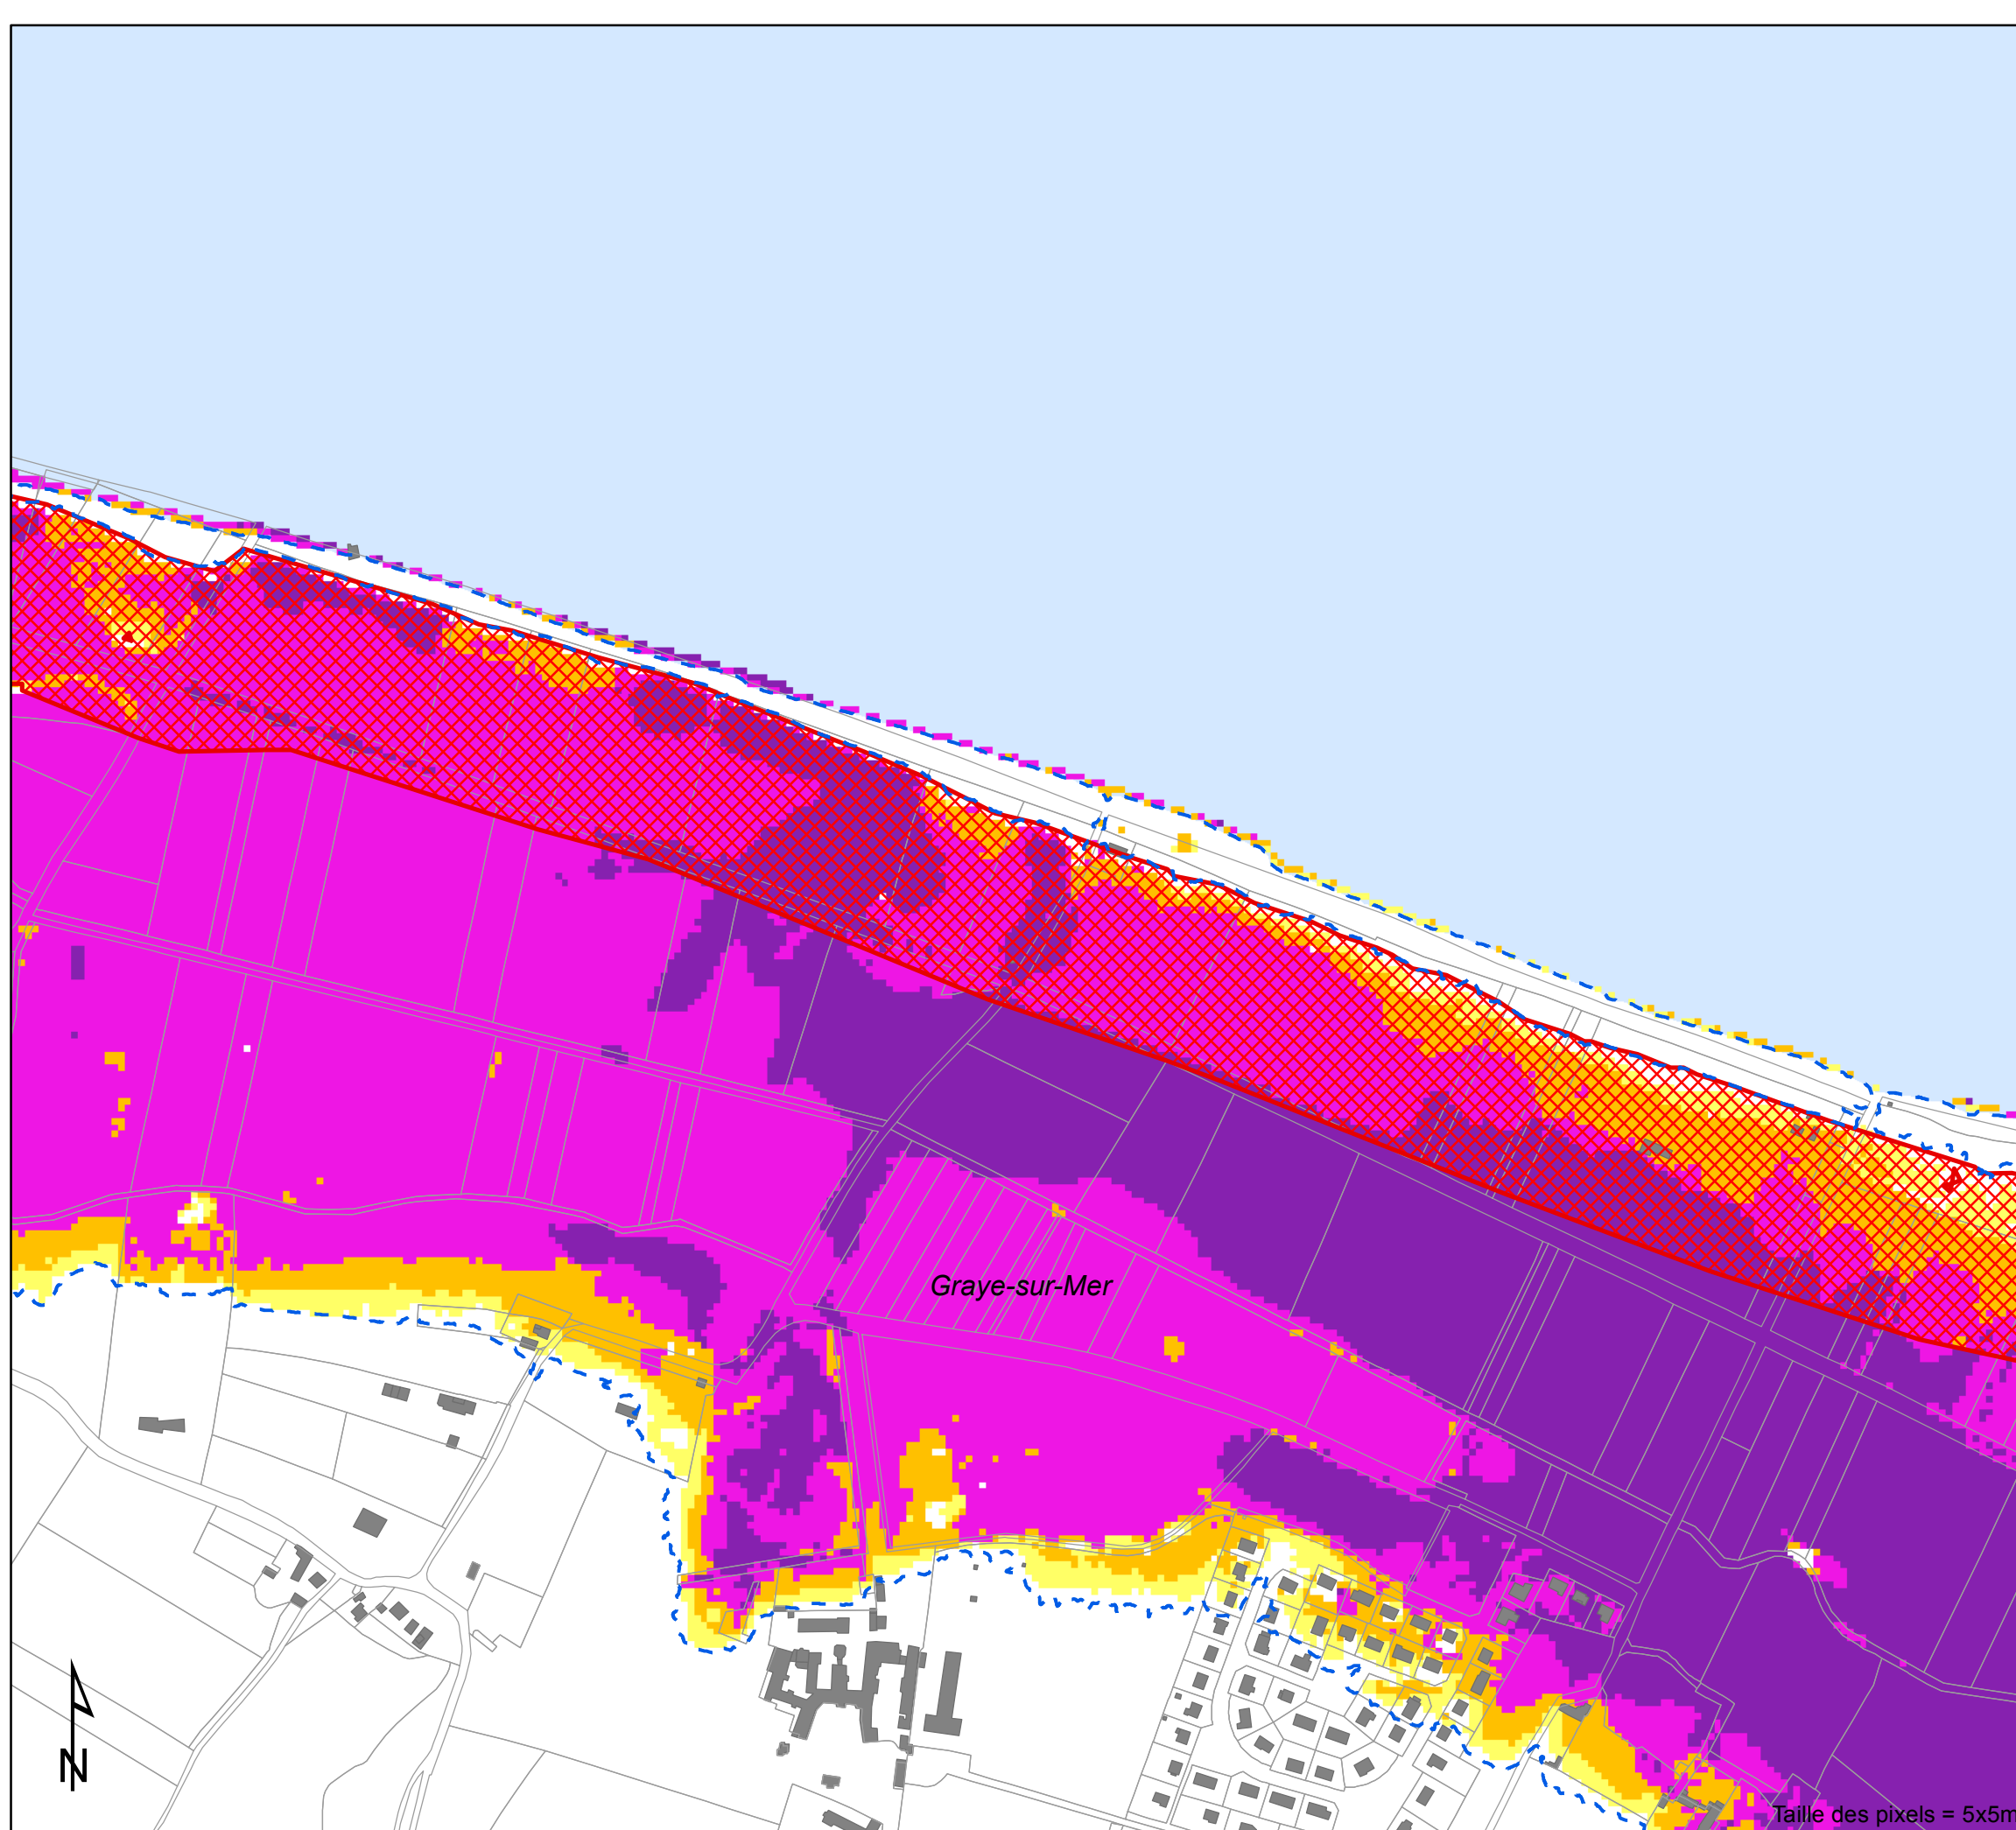 Graye-sur-Mer
N
Taille des pixels = 5x5m